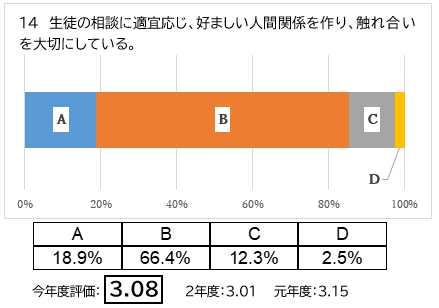 14 生徒の相談に適宜応じ、好ましい人間関係を作り、触れ合い
を大切にしている。
A B C
D
0% 20% 40% 60% 80% 100%
A B C D
18.9% 66.4% 12.3% 2.5%
今年度評価: 3.08 2年度:3.01 元年度:3.15